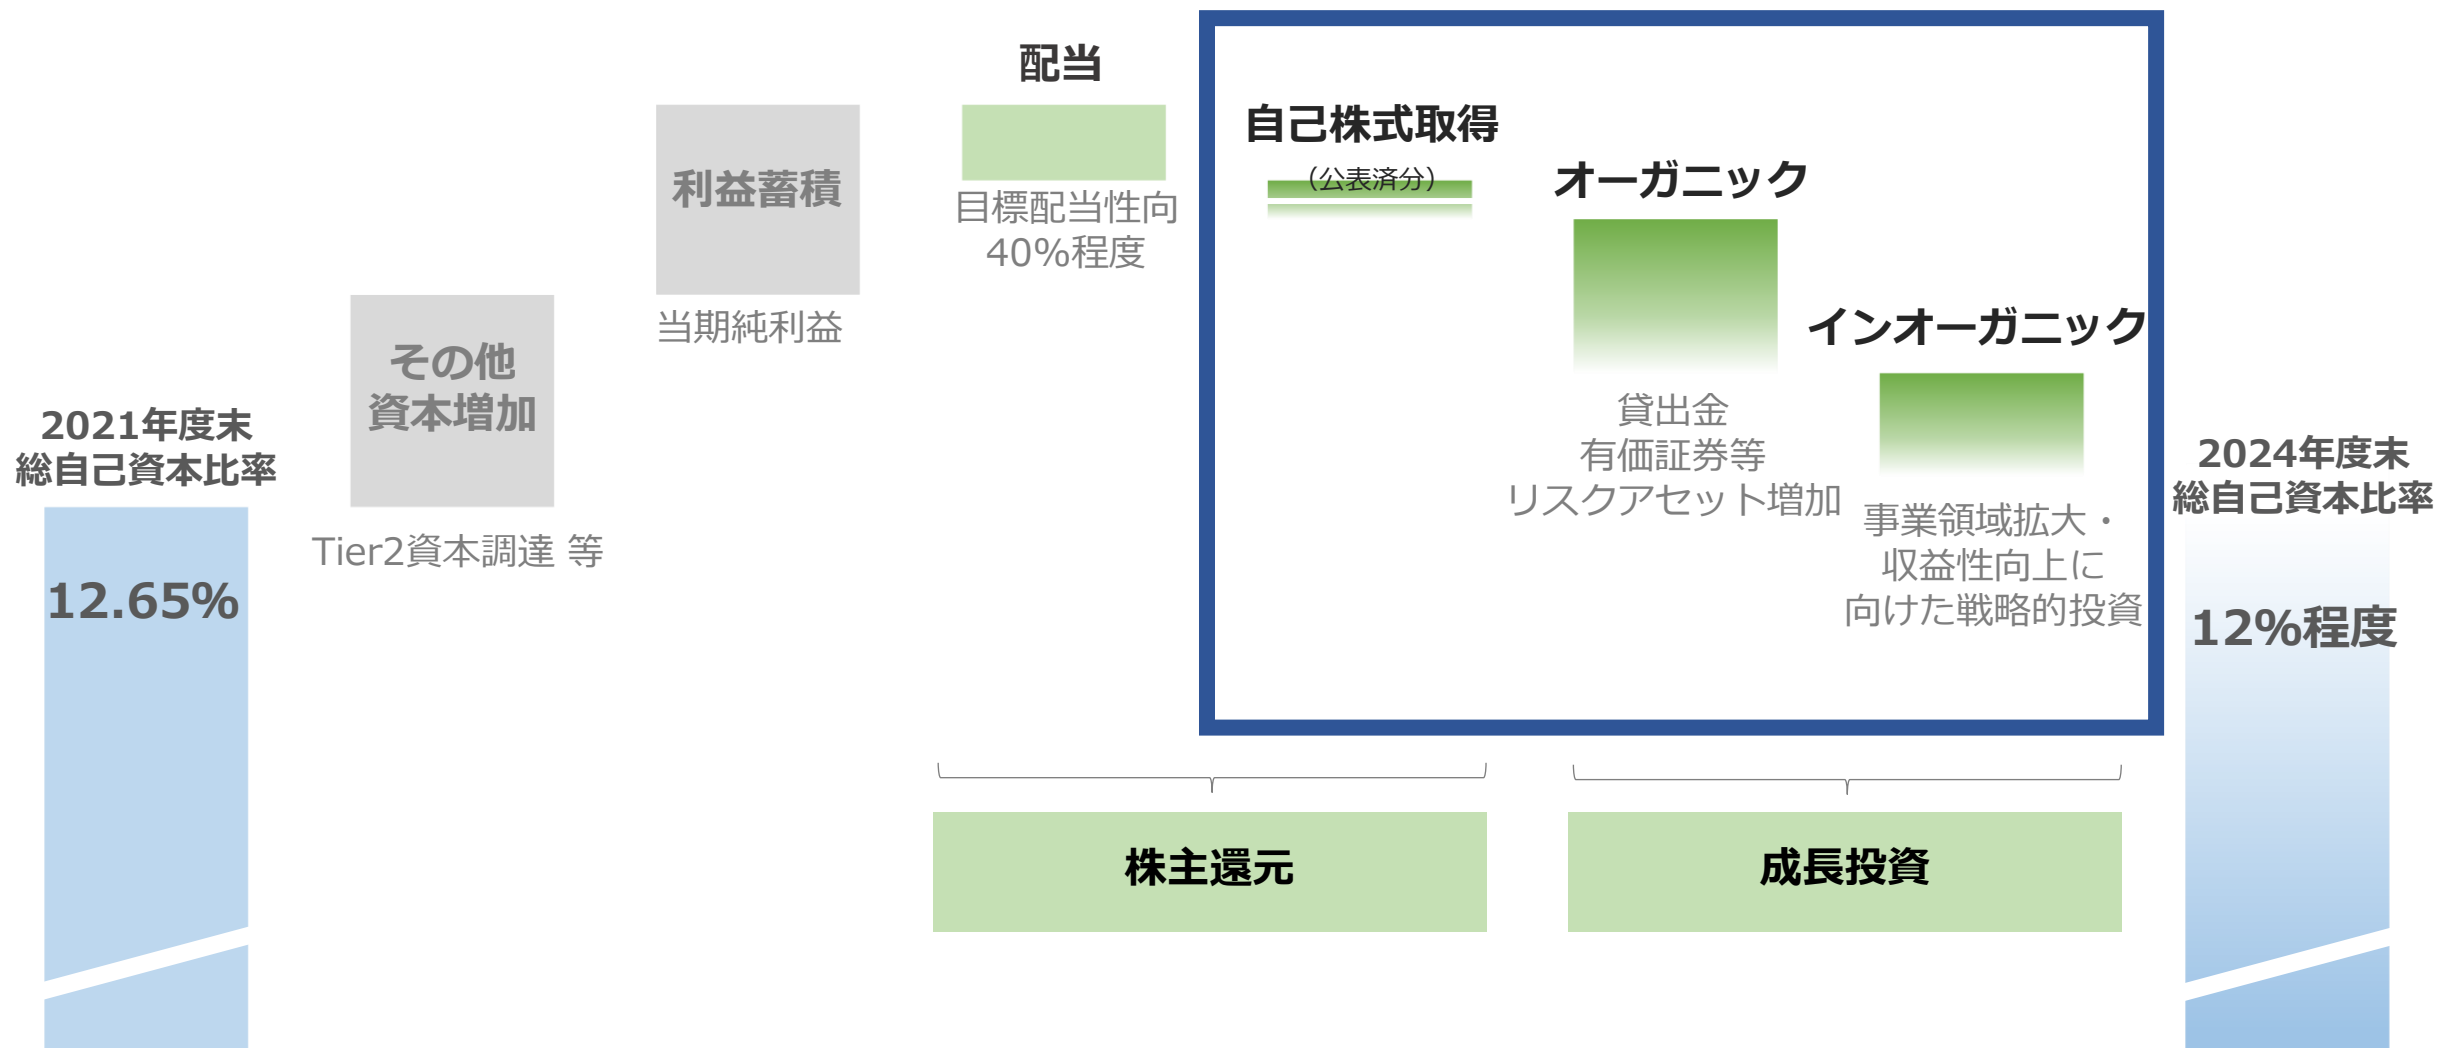 2021年度末
総自己資本比率
12.65%
その他
資本増加
Tier2資本調達 等
利益蓄積
当期純利益
配当
目標配当性向
40%程度
自己株式取得
（公表済分）
オーガニック
貸出金
有価証券等
リスクアセット増加
インオーガニック
事業領域拡大・
収益性向上に
向けた戦略的投資
2024年度末
総自己資本比率
12%程度
株主還元
成長投資